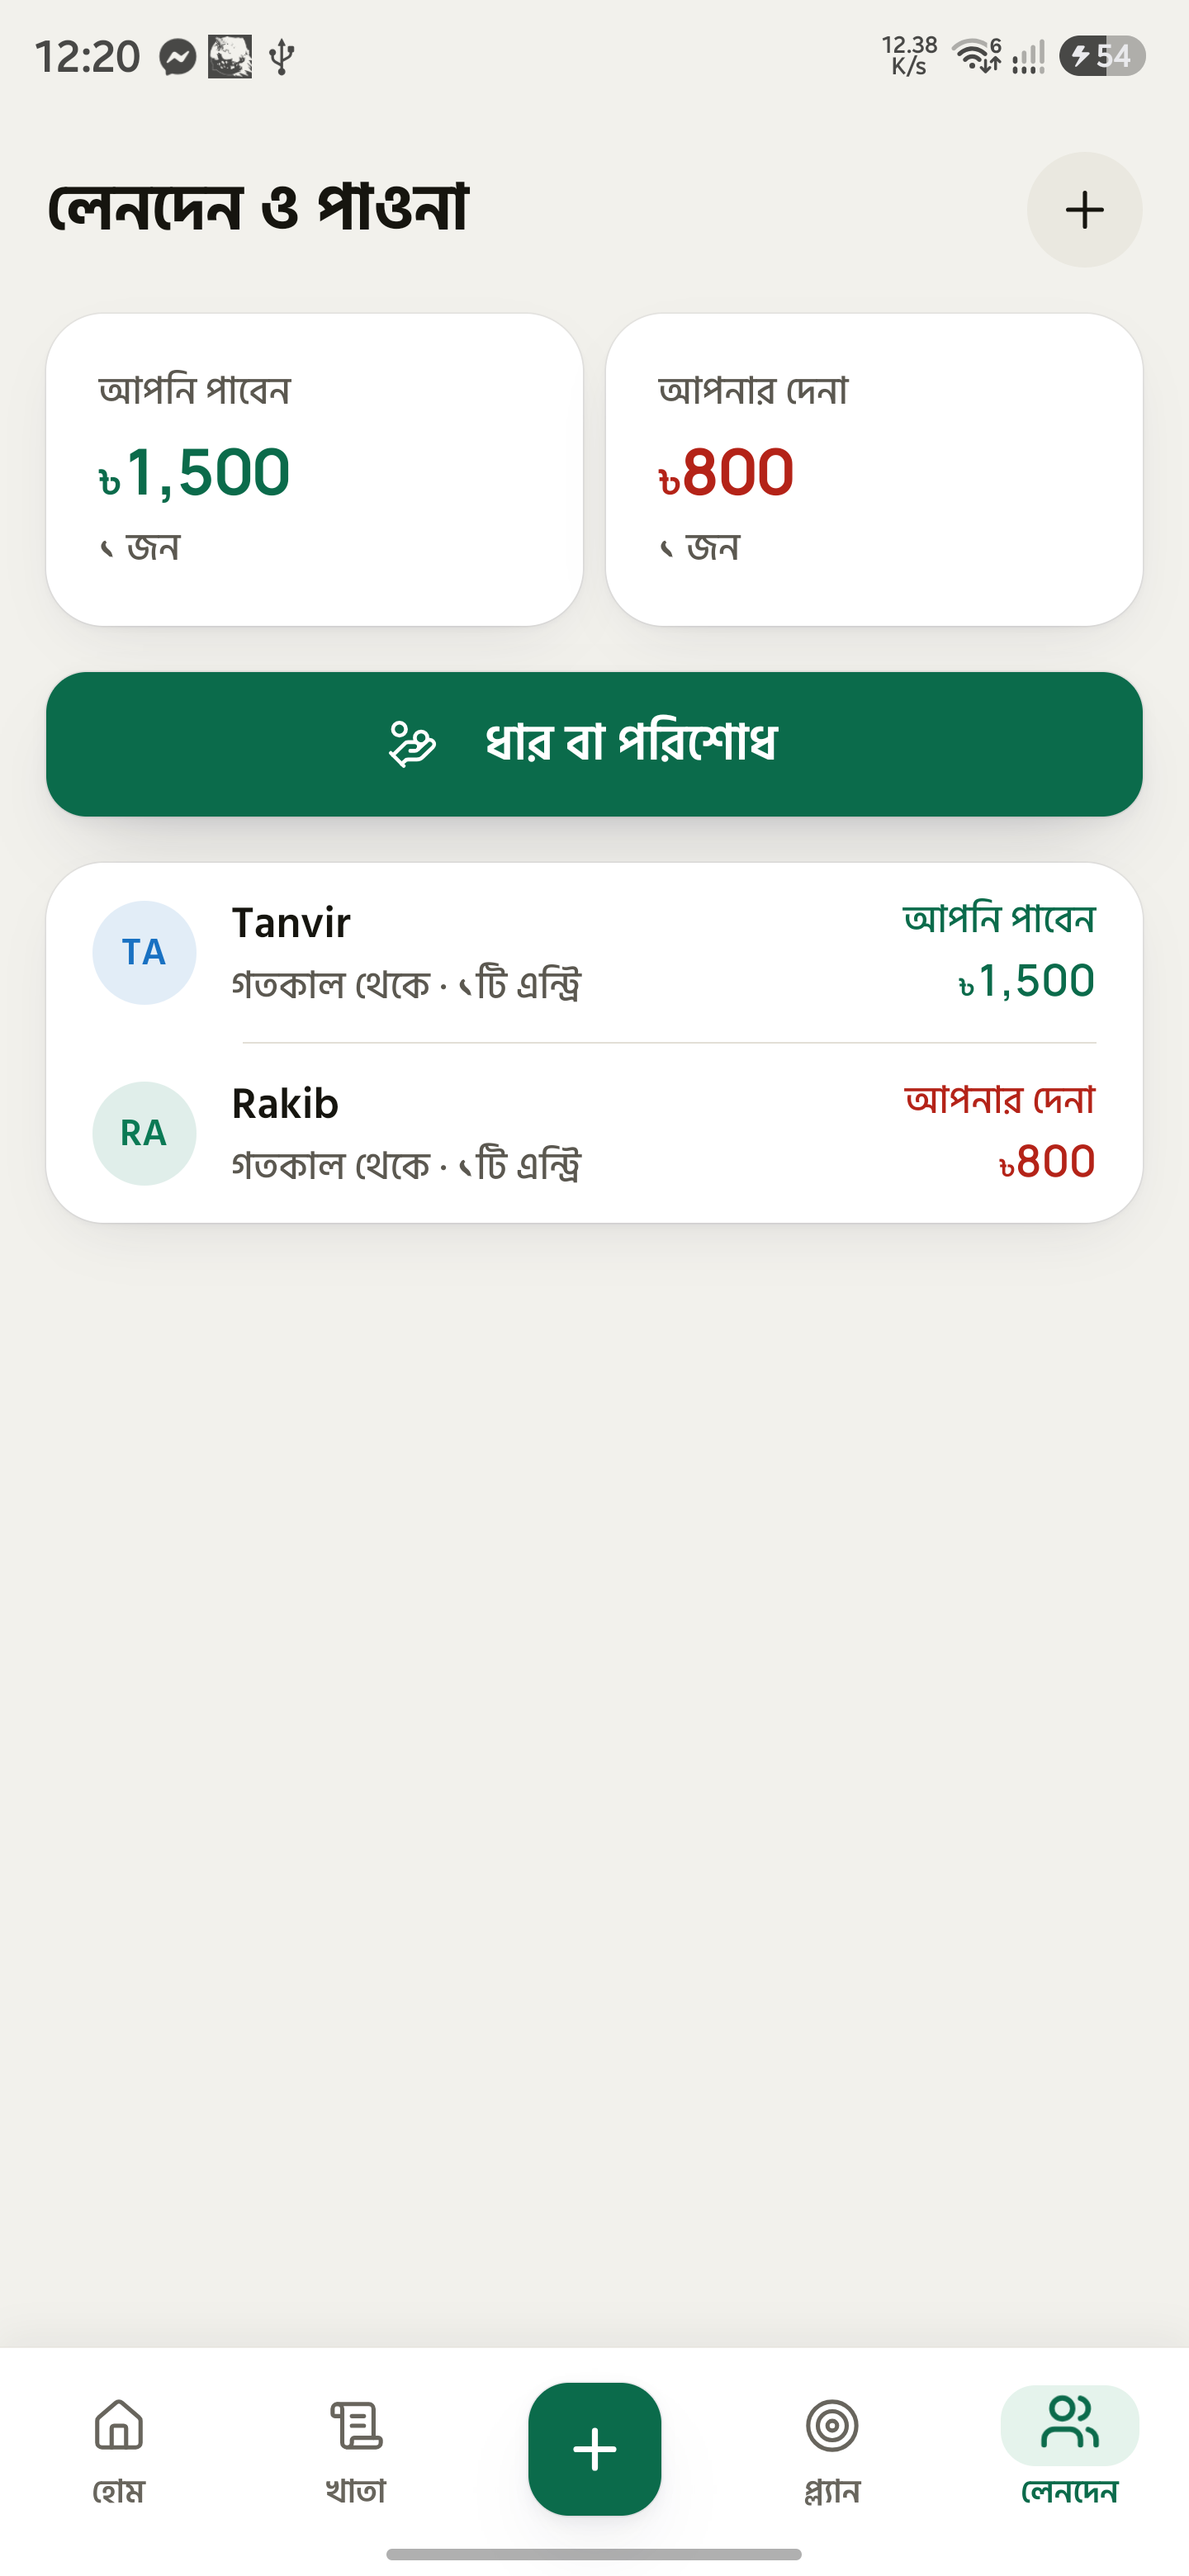 12:20
12.38 K/s
6
54
লেনদেন ও পাওনা
আপনি পাবেন
৳1,500
১ জন
আপনার দেনা
৳800
১ জন
ধার বা পরিশোধ
TA
Tanvir
গতকাল থেকে · ১টি এন্ট্রি
আপনি পাবেন
৳1,500
RA
Rakib
গতকাল থেকে · ১টি এন্ট্রি
আপনার দেনা
৳800
হোম
খাতা
প্ল্যান
লেনদেন